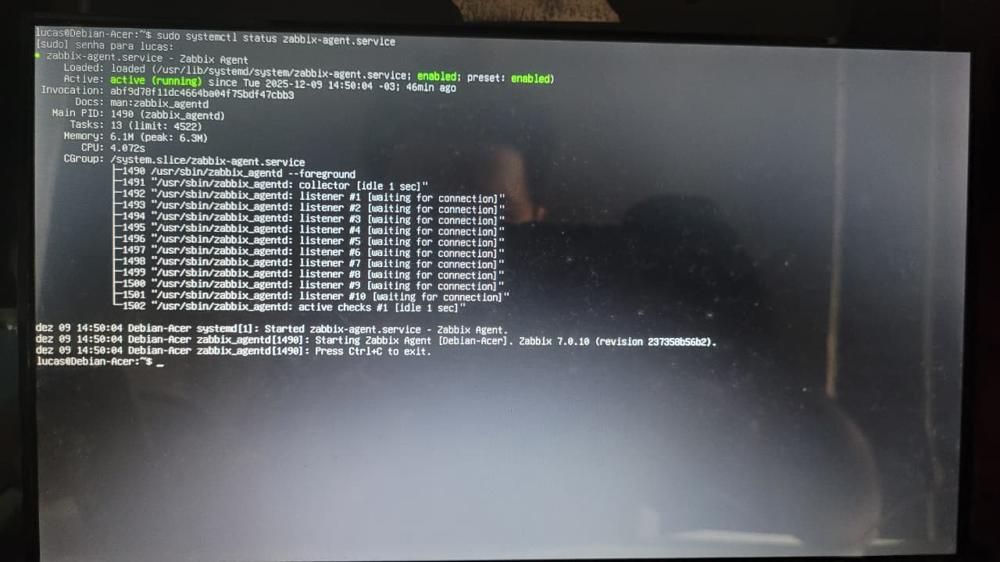 lucas@Debian-Acer:~$ sudo systemctl status zabbix-agent.service
[sudo] senha para lucas:
● zabbix-agent.service - Zabbix Agent
Loaded: loaded (/usr/lib/systemd/system/zabbix-agent.service; enabled; preset: enabled)
Active: active (running) since Tue 2025-12-09 14:50:04 -03; 46min ago
Invocation: abf9d78f11dc4664ba04f75bdf47cbb3
Docs: man:zabbix_agentd
Main PID: 1490 (zabbix_agentd)
Tasks: 13 (limit: 4522)
Memory: 6.1M (peak: 6.3M)
CPU: 4.072s
CGroup: /system.slice/zabbix-agent.service
├─1490 /usr/sbin/zabbix_agentd --foreground
├─1491 "/usr/sbin/zabbix_agentd: collector [idle 1 sec]"
├─1492 "/usr/sbin/zabbix_agentd: listener #1 [waiting for connection]"
├─1493 "/usr/sbin/zabbix_agentd: listener #2 [waiting for connection]"
├─1494 "/usr/sbin/zabbix_agentd: listener #3 [waiting for connection]"
├─1495 "/usr/sbin/zabbix_agentd: listener #4 [waiting for connection]"
├─1496 "/usr/sbin/zabbix_agentd: listener #5 [waiting for connection]"
├─1497 "/usr/sbin/zabbix_agentd: listener #6 [waiting for connection]"
├─1498 "/usr/sbin/zabbix_agentd: listener #7 [waiting for connection]"
├─1499 "/usr/sbin/zabbix_agentd: listener #8 [waiting for connection]"
├─1500 "/usr/sbin/zabbix_agentd: listener #9 [waiting for connection]"
├─1501 "/usr/sbin/zabbix_agentd: listener #10 [waiting for connection]"
└─1502 "/usr/sbin/zabbix_agentd: active checks #1 [idle 1 sec]"
dez 09 14:50:04 Debian-Acer systemd[1]: Started zabbix-agent.service - Zabbix Agent.
dez 09 14:50:04 Debian-Acer zabbix_agentd[1490]: Starting Zabbix Agent [Debian-Acer]. Zabbix 7.0.10 (revision 237358b56b2).
dez 09 14:50:04 Debian-Acer zabbix_agentd[1490]: Press Ctrl+C to exit.
lucas@Debian-Acer:~$ _